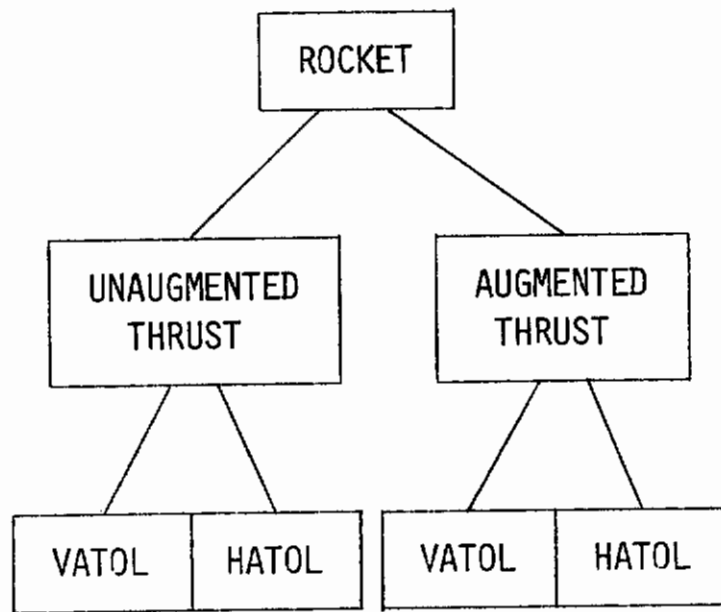 ROCKET
UNAUGMENTED
THRUST
AUGMENTED
THRUST
VATOL
HATOL
VATOL
HATOL